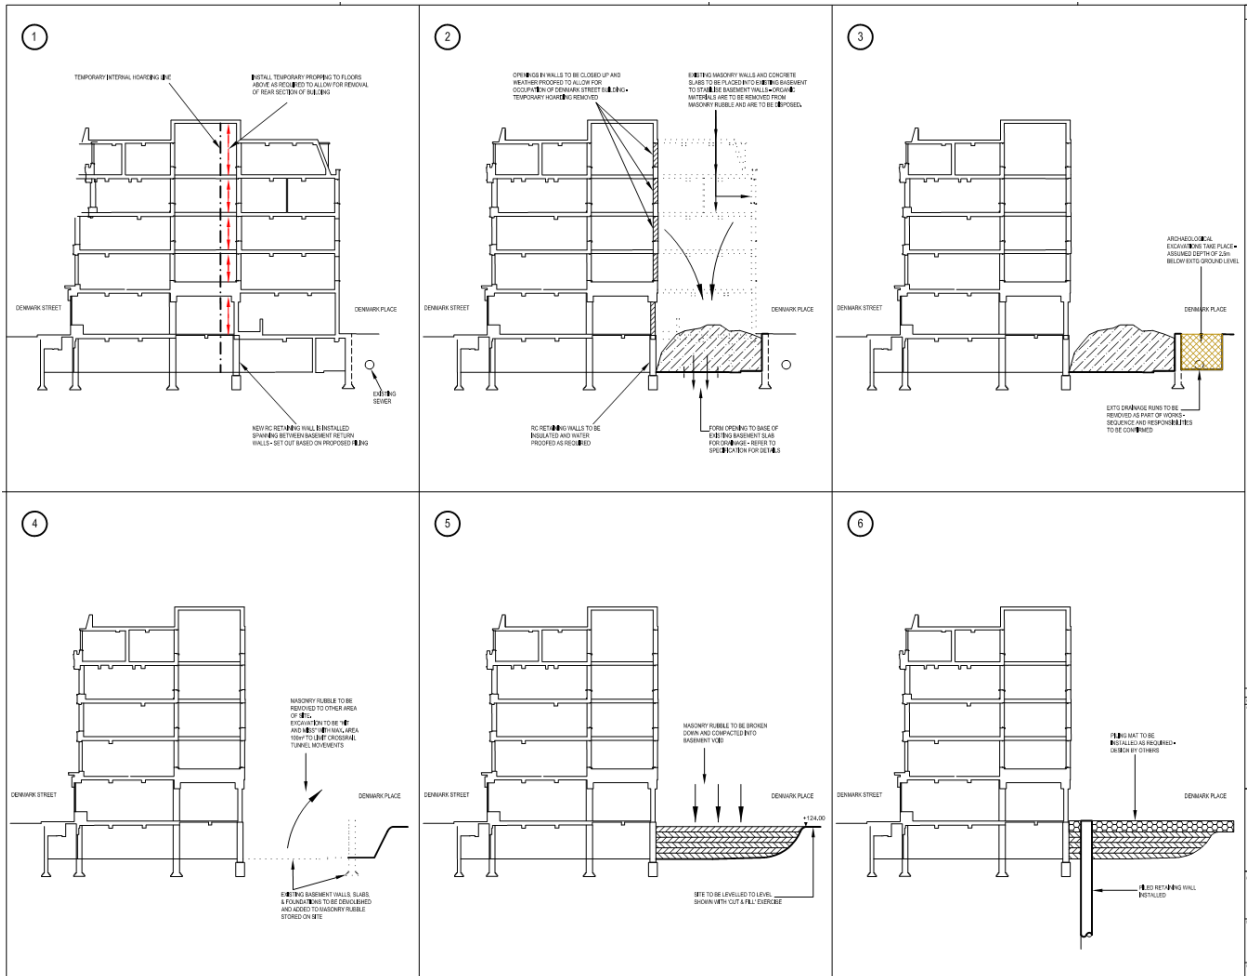 1
TEMPORARY INTERNAL HOARDING LINE
INSTALL TEMPORARY PROPPING TO FLOORS
ABOVE AS REQUIRED TO ALLOW FOR REMOVAL
OF REAR SECTION OF BUILDING
DENMARK STREET
DENMARK PLACE
EXISTING
SEWER
NEW RC RETAINING WALL IS INSTALLED
SPANNING BETWEEN BASEMENT RETURN
WALLS - SET OUT BASED ON PROPOSED PILING
2
OPENINGS IN WALLS TO BE CLOSED UP AND
WEATHER PROOFED TO ALLOW FOR
OCCUPATION OF DENMARK STREET BUILDING -
TEMPORARY HOARDING REMOVED
EXISTING MASONRY WALLS AND CONCRETE
SLABS TO BE PLACED INTO EXISTING BASEMENT
TO STABILISE BASEMENT WALLS - ORGANIC
MATERIALS ARE TO BE REMOVED FROM
MASONRY RUBBLE AND ARE TO BE DISPOSED.
DENMARK STREET
DENMARK PLACE
RC RETAINING WALLS TO BE
INSULATED AND WATER
PROOFED AS REQUIRED
FORM OPENING TO BASE OF
EXISTING BASEMENT SLAB
FOR DRAINAGE - REFER TO
SPECIFICATION FOR DETAILS
3
ARCHAEOLOGICAL
EXCAVATIONS TAKE PLACE -
ASSUMED DEPTH OF 2.5m
BELOW EXTG GROUND LEVEL
DENMARK STREET
DENMARK PLACE
EXTG DRAINAGE RUNS TO BE
REMOVED AS PART OF WORKS -
SEQUENCE AND RESPONSIBILITIES
TO BE CONFIRMED
4
MASONRY RUBBLE TO BE
REMOVED TO OTHER AREA
OF SITE.
EXCAVATION TO BE "HIT
AND MISS" WITH MAX. AREA
100m² TO LIMIT CROSSRAIL
TUNNEL MOVEMENTS
DENMARK STREET
DENMARK PLACE
EXISTING BASEMENT WALLS, SLABS,
& FOUNDATIONS TO BE DEMOLISHED
AND ADDED TO MASONRY RUBBLE
STORED ON SITE
5
MASONRY RUBBLE TO BE BROKEN
DOWN AND COMPACTED INTO
BASEMENT VOID
DENMARK STREET
DENMARK PLACE
+124.00
SITE TO BE LEVELLED TO LEVEL
SHOWN WITH 'CUT & FILL' EXERCISE
6
PILING MAT TO BE
INSTALLED AS REQUIRED -
DESIGN BY OTHERS
DENMARK STREET
DENMARK PLACE
PILED RETAINING WALL
INSTALLED